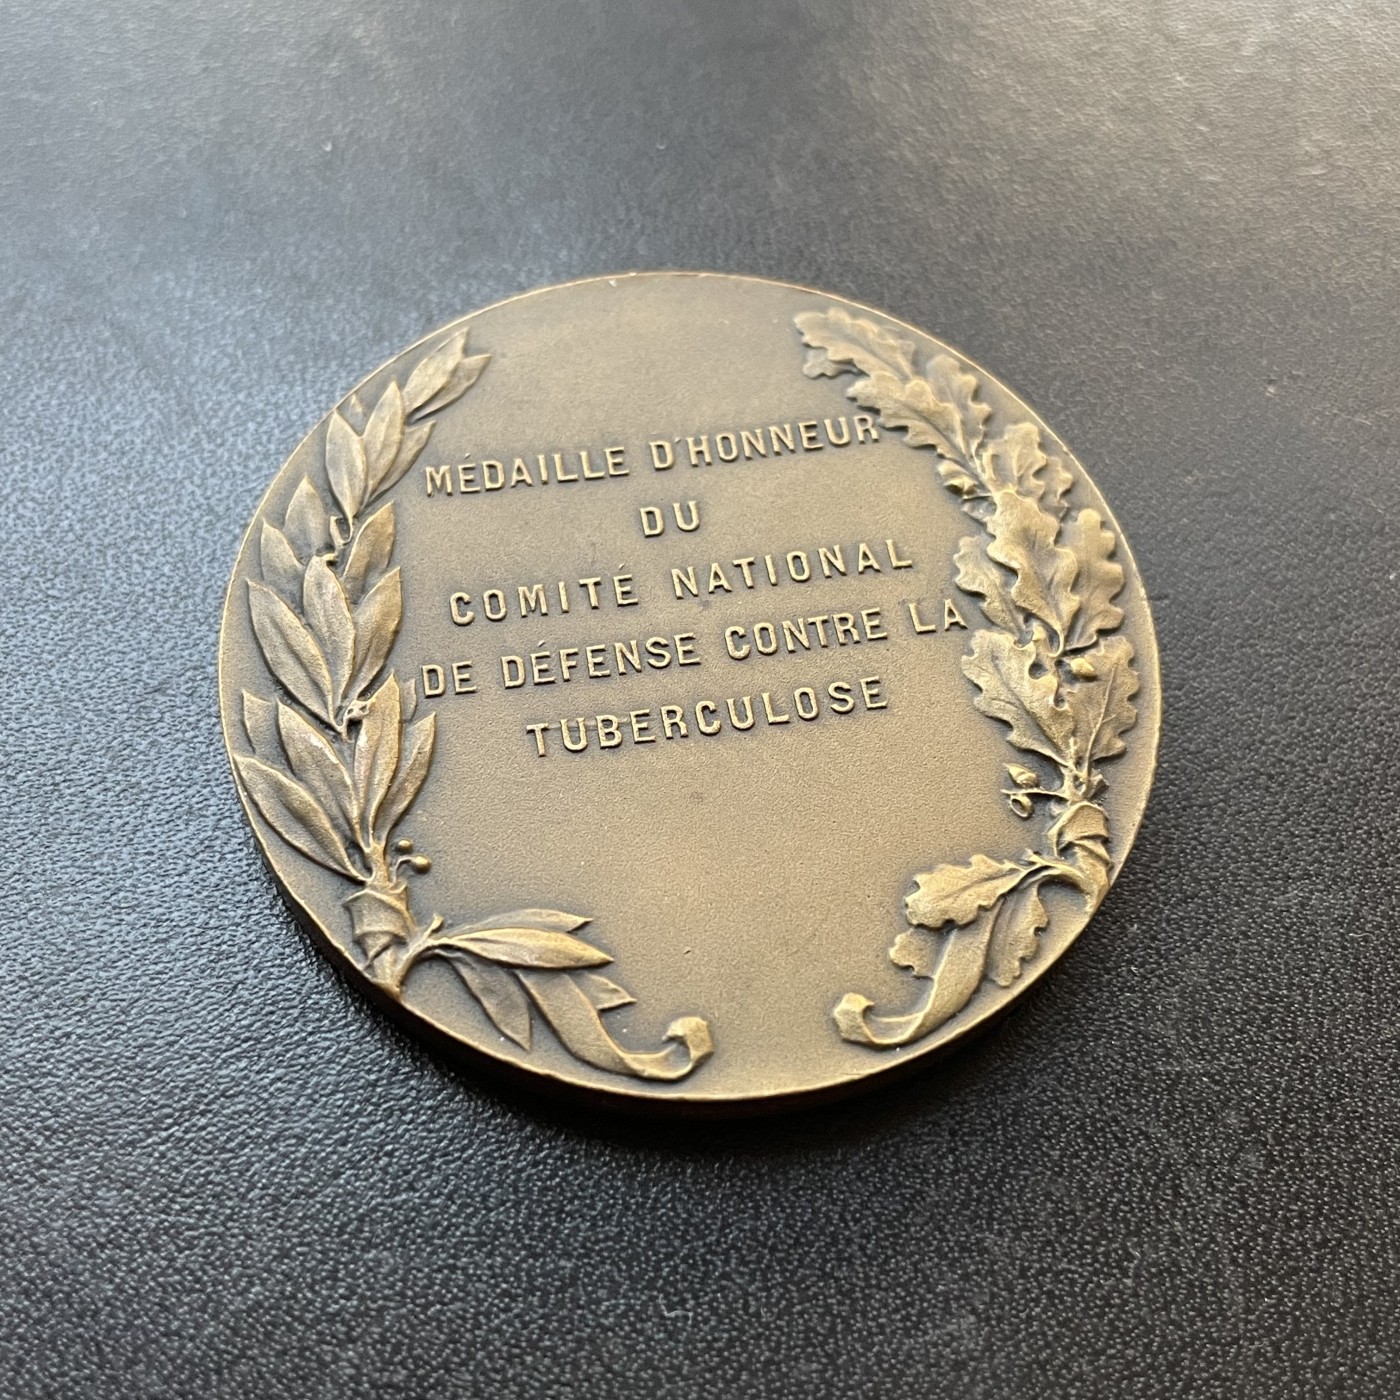 MÉDAILLE D'HONNEUR
DU
COMITÉ NATIONAL
DE DÉFENSE CONTRE LA
TUBERCULOSE